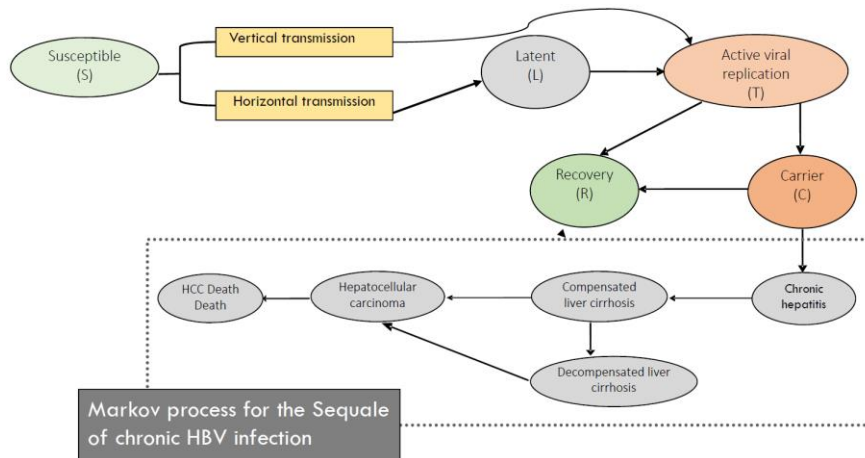 Vertical transmission
Susceptible
(S)
Horizontal transmission
Latent
(L)
Active viral
replication
(T)
Recovery
(R)
Carrier
(C)
HCC Death
Death
Hepatocellular
carcinoma
Compensated
liver cirrhosis
Chronic
hepatitis
Decompensated liver
cirrhosis
Markov process for the Sequale
of chronic HBV infection